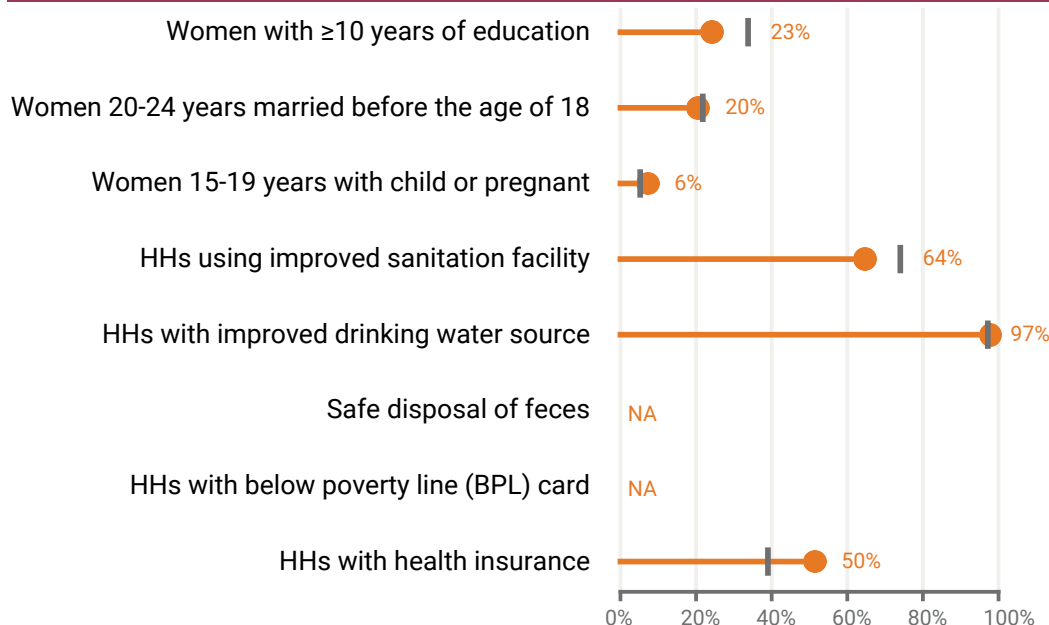 Women with ≥10 years of education 23%
Women 20-24 years married before the age of 18 20%
Women 15-19 years with child or pregnant 6%
HHs using improved sanitation facility 64%
HHs with improved drinking water source 97%
Safe disposal of feces NA
HHs with below poverty line (BPL) card NA
HHs with health insurance 50%
0% 20% 40% 60% 80% 100%